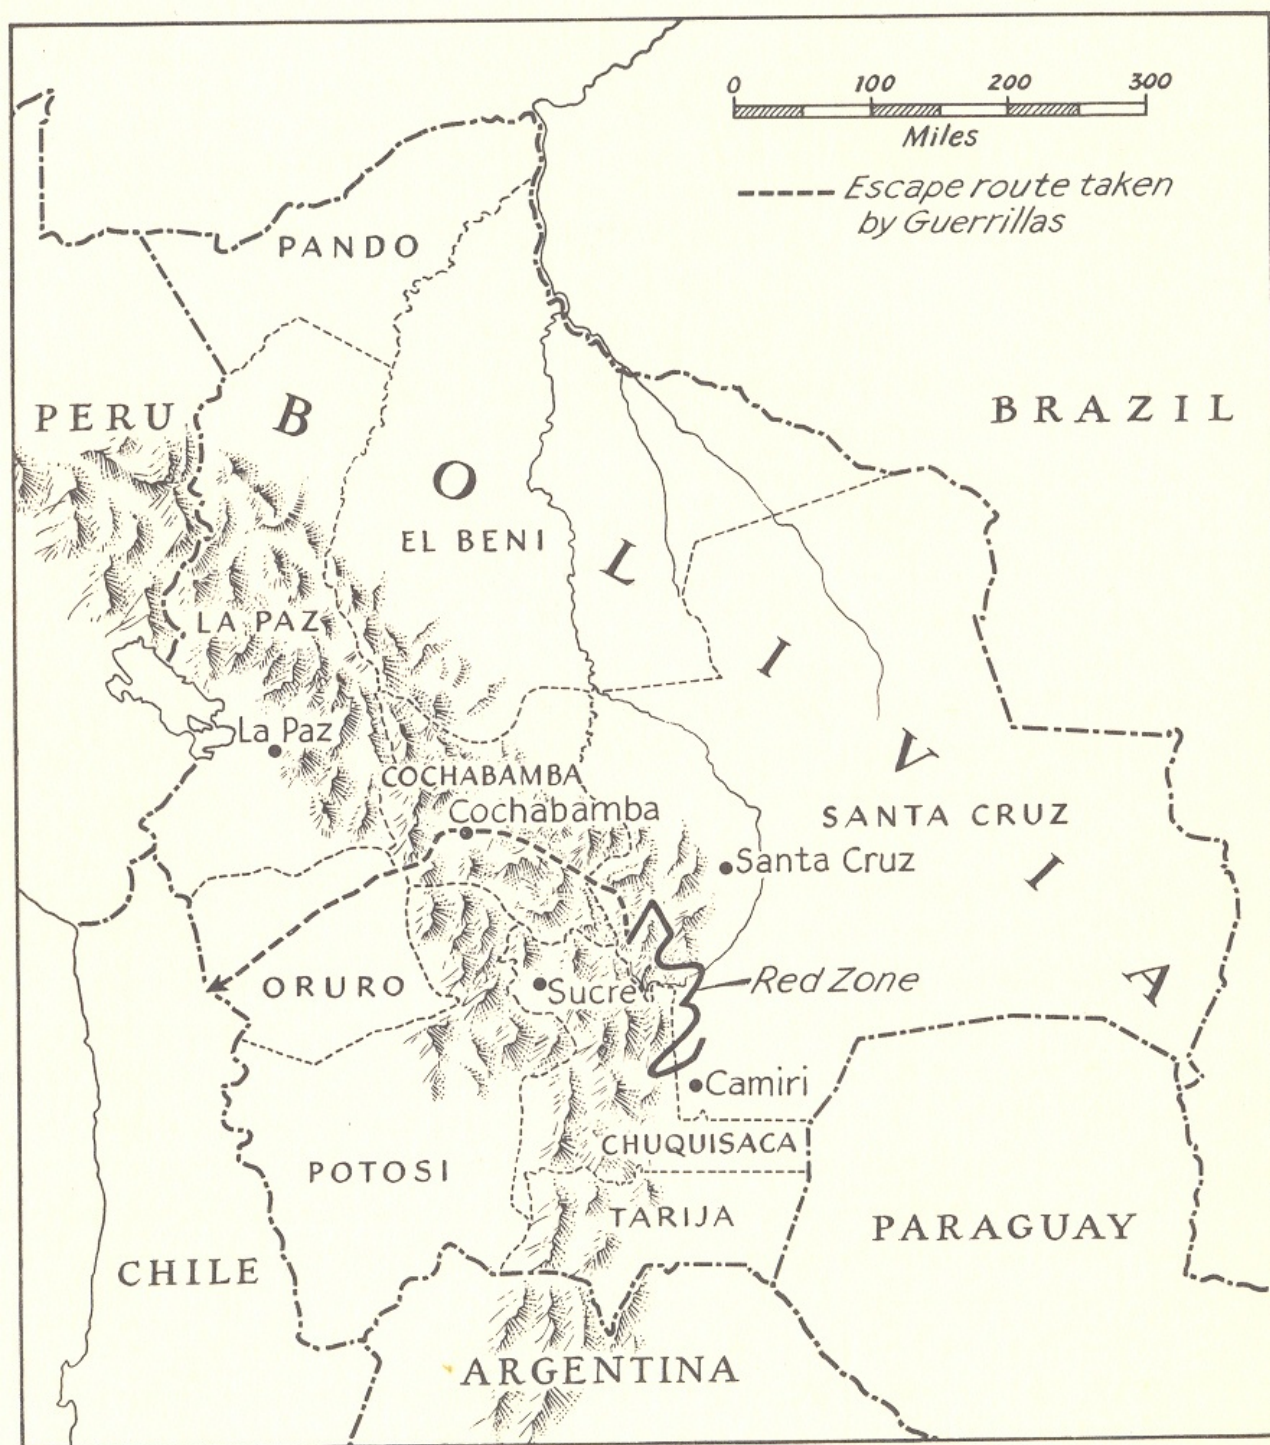 0 100 200 300
Miles
Escape route taken
by Guerrillas
PANDO
PERU
BRAZIL
BOLIVIA
EL BENI
LA PAZ
La Paz
COCHABAMBA
Cochabamba
SANTA CRUZ
Santa Cruz
ORURO
Sucre
Red Zone
Camiri
CHUQUISACA
POTOSI
TARIJA
PARAGUAY
CHILE
ARGENTINA